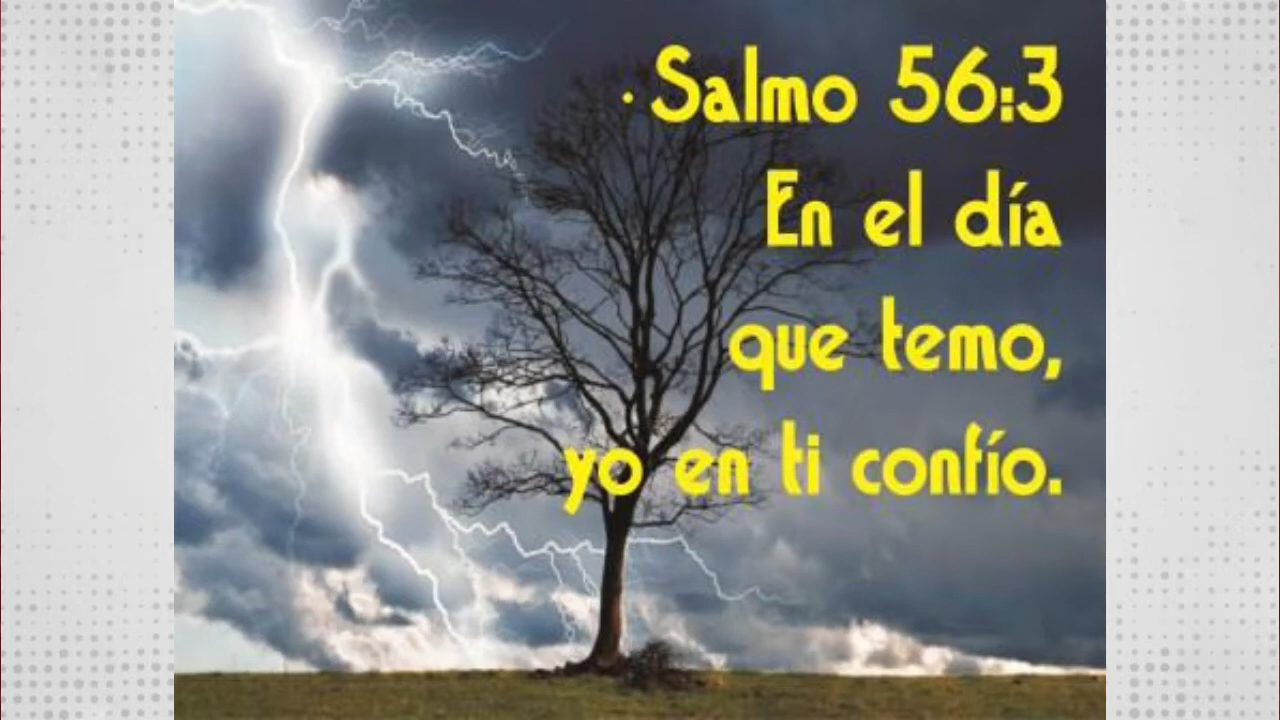 · Salmo 56:3
En el día
que temo,
yo en ti confío.